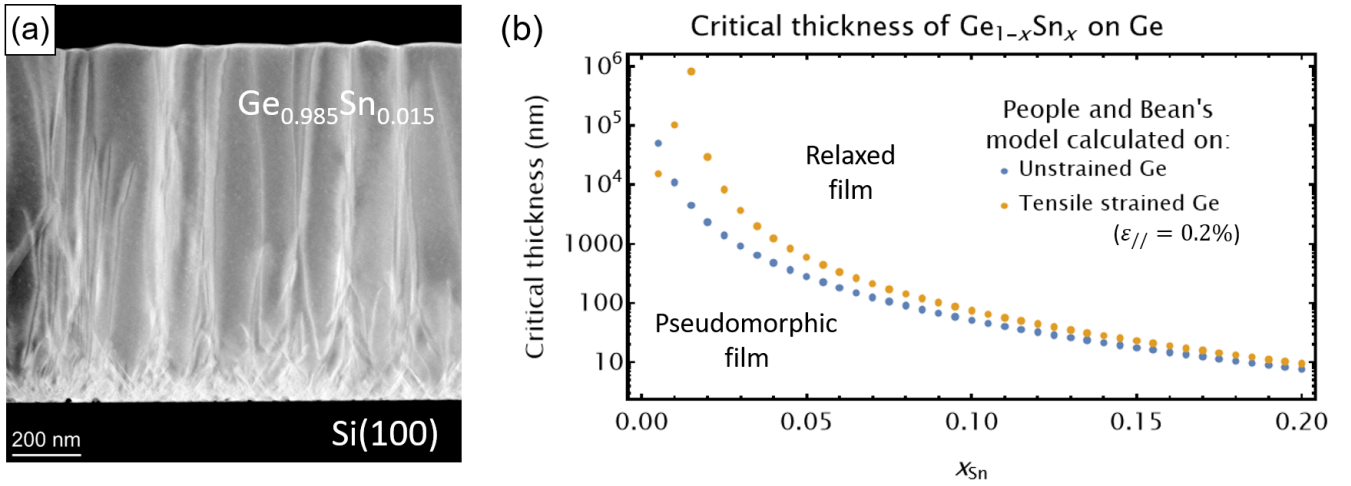 (a)
Ge0.985Sn0.015
200 nm
Si(100)
(b)
Critical thickness of Ge1−xSnx on Ge
Critical thickness (nm)
10^6
10^5
10^4
1000
100
10
People and Bean's
model calculated on:
Unstrained Ge
Tensile strained Ge
(ε// = 0.2%)
Relaxed
film
Pseudomorphic
film
0.00 0.05 0.10 0.15 0.20
xSn